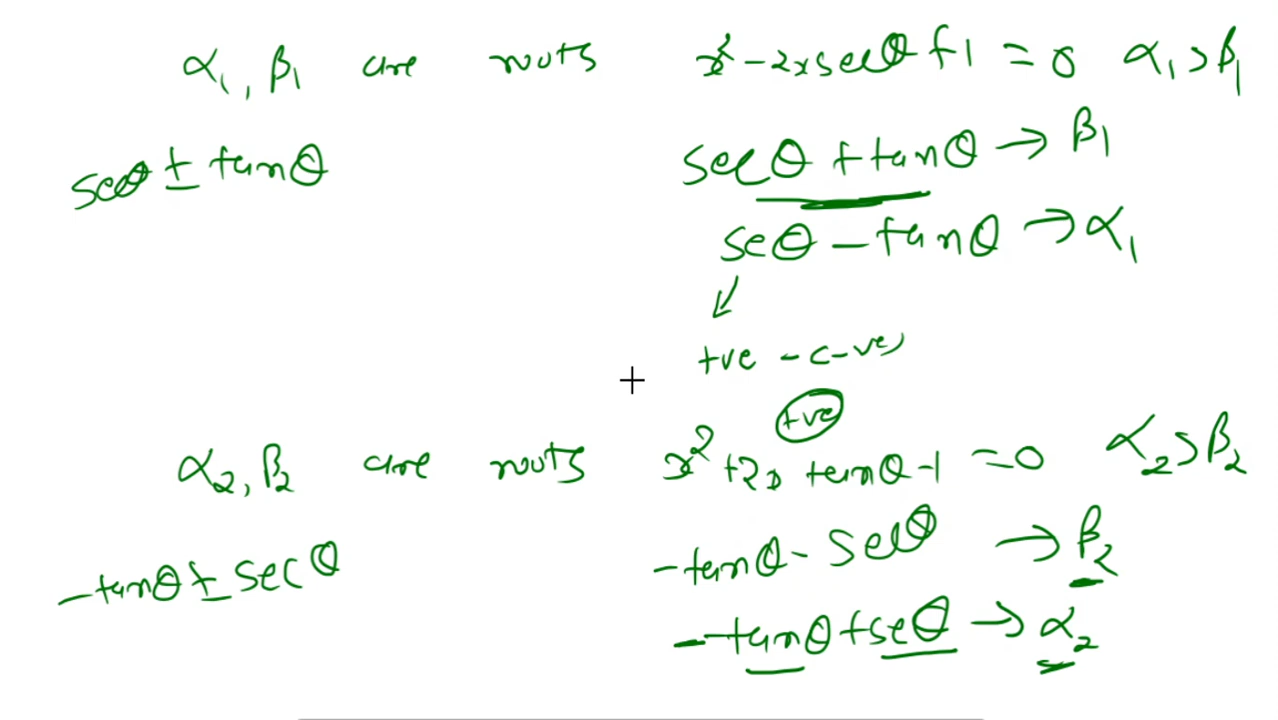 α₁, β₁ are roots x² - 2x secθ + 1 = 0 α₁ > β₁
secθ ± tanθ
secθ + tanθ → β₁
seθ - tanθ → α₁
+ve - (-ve)
+ve
α₂, β₂ are roots x² + 2x tanθ - 1 = 0 α₂ > β₂
-tanθ ± secθ
-tanθ - secθ → β₂
-tanθ + seθ → α₂